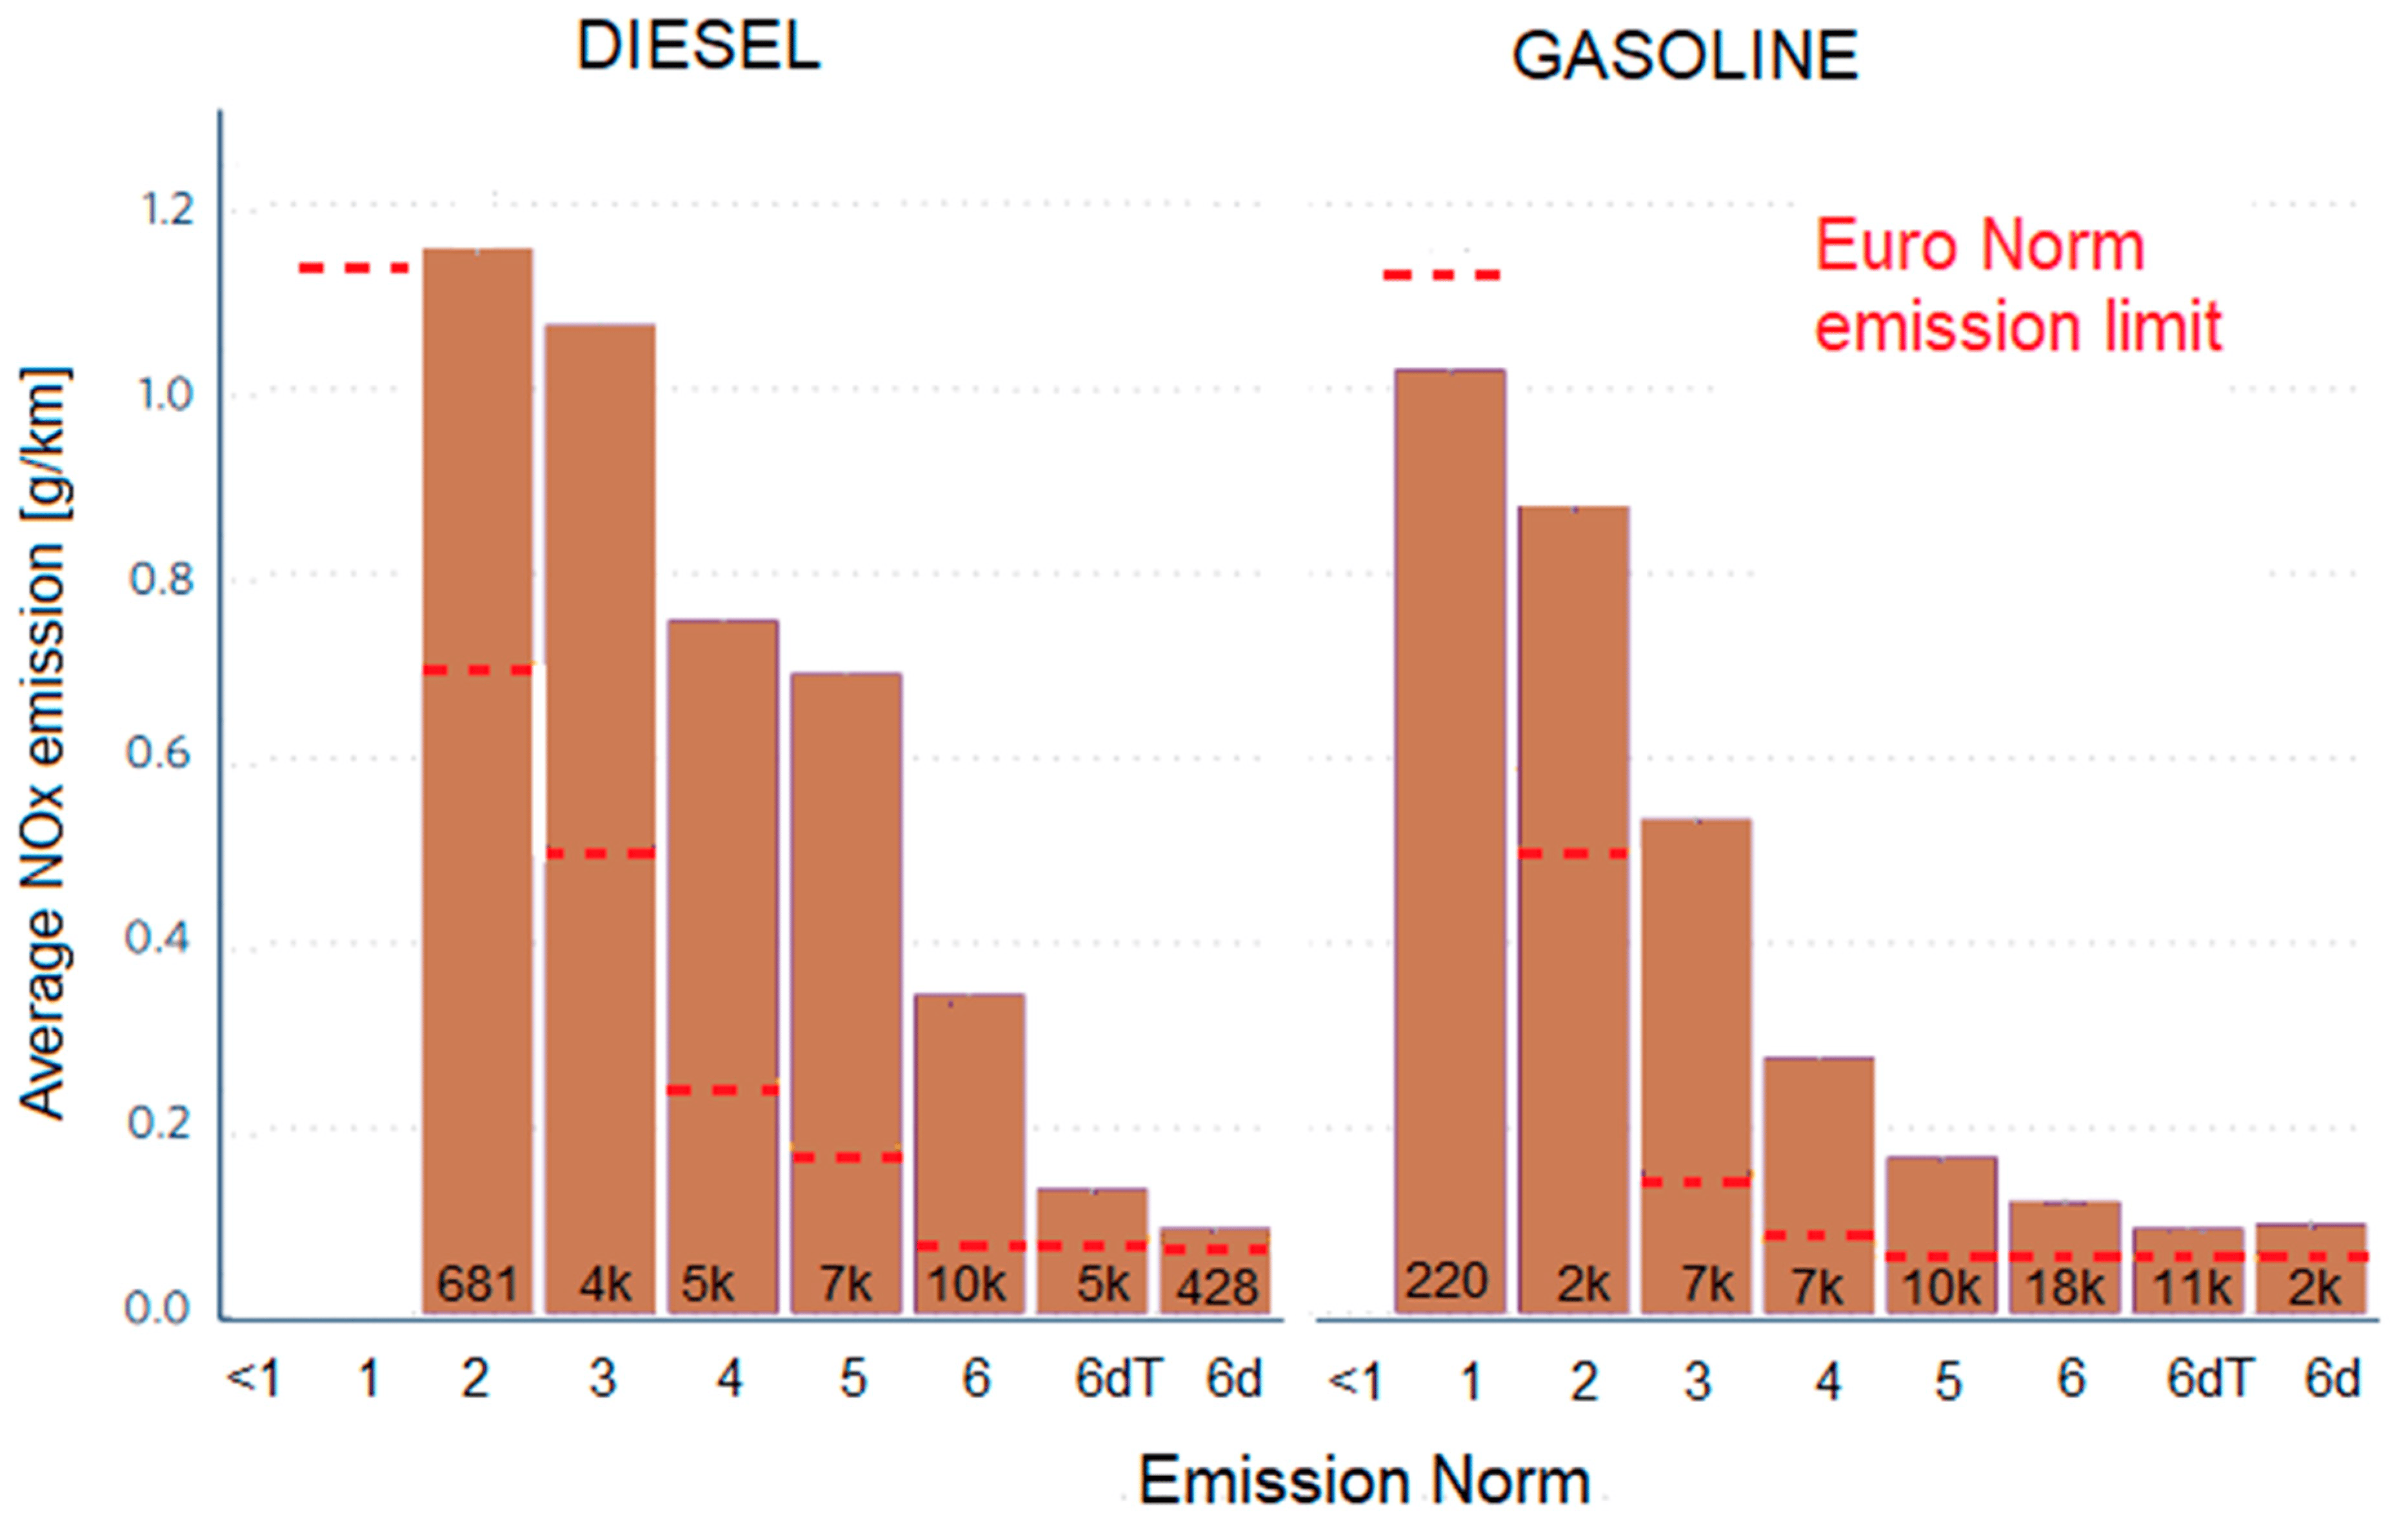 DIESEL
GASOLINE
Euro Norm
emission limit
Average NOx emission [g/km]
1.2
1.0
0.8
0.6
0.4
0.2
0.0
681 4k 5k 7k 10k 5k 428
220 2k 7k 7k 10k 18k 11k 2k
<1 1 2 3 4 5 6 6dT 6d
<1 1 2 3 4 5 6 6dT 6d
Emission Norm